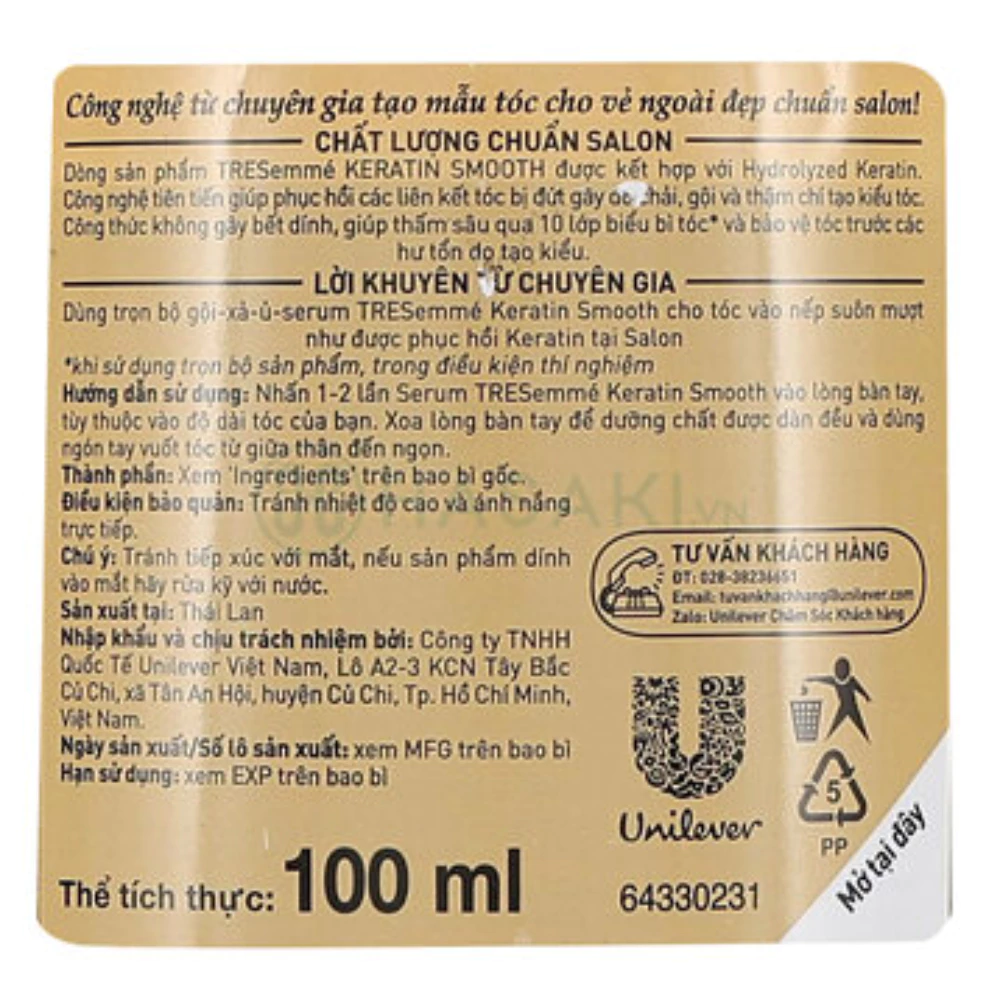 Công nghệ từ chuyên gia tạo mẫu tóc cho vẻ ngoài đẹp chuẩn salon!
CHẤT LƯỢNG CHUẨN SALON
Dòng sản phẩm TRESemmé KERATIN SMOOTH được kết hợp với Hydrolyzed Keratin.
Công nghệ tiên tiến giúp phục hồi các liên kết tóc bị đứt gãy do chải, gội và thậm chí tạo kiểu tóc.
Công thức không gây bết dính, giúp thấm sâu qua 10 lớp biểu bì tóc* và bảo vệ tóc trước các
hư tổn do tạo kiểu.
LỜI KHUYÊN TỪ CHUYÊN GIA
Dùng trọn bộ gội-xả-ủ-serum TRESemmé Keratin Smooth cho tóc vào nếp suôn mượt
như được phục hồi Keratin tại Salon
*khi sử dụng trọn bộ sản phẩm, trong điều kiện thí nghiệm
Hướng dẫn sử dụng: Nhấn 1-2 lần Serum TRESemmé Keratin Smooth vào lòng bàn tay,
tùy thuộc vào độ dài tóc của bạn. Xoa lòng bàn tay để dưỡng chất được dàn đều và dùng
ngón tay vuốt tóc từ giữa thân đến ngọn.
Thành phần: Xem 'Ingredients' trên bao bì gốc.
Điều kiện bảo quản: Tránh nhiệt độ cao và ánh nắng
trực tiếp.
HASAKI.VN
Chú ý: Tránh tiếp xúc với mắt, nếu sản phẩm dính
vào mắt hãy rửa kỹ với nước.
Sản xuất tại: Thái Lan
Nhập khẩu và chịu trách nhiệm bởi: Công ty TNHH
Quốc Tế Unilever Việt Nam, Lô A2-3 KCN Tây Bắc
Củ Chi, xã Tân An Hội, huyện Củ Chi, Tp. Hồ Chí Minh,
Việt Nam.
Ngày sản xuất/Số lô sản xuất: xem MFG trên bao bì
Hạn sử dụng: xem EXP trên bao bì
Thể tích thực: 100 ml
TƯ VẤN KHÁCH HÀNG
ĐT: 028-38236651
Email: tuvankhachhang@unilever.com
Zalo: Unilever Chăm Sóc Khách hàng
Unilever
64330231
5
PP
Mở tại đây